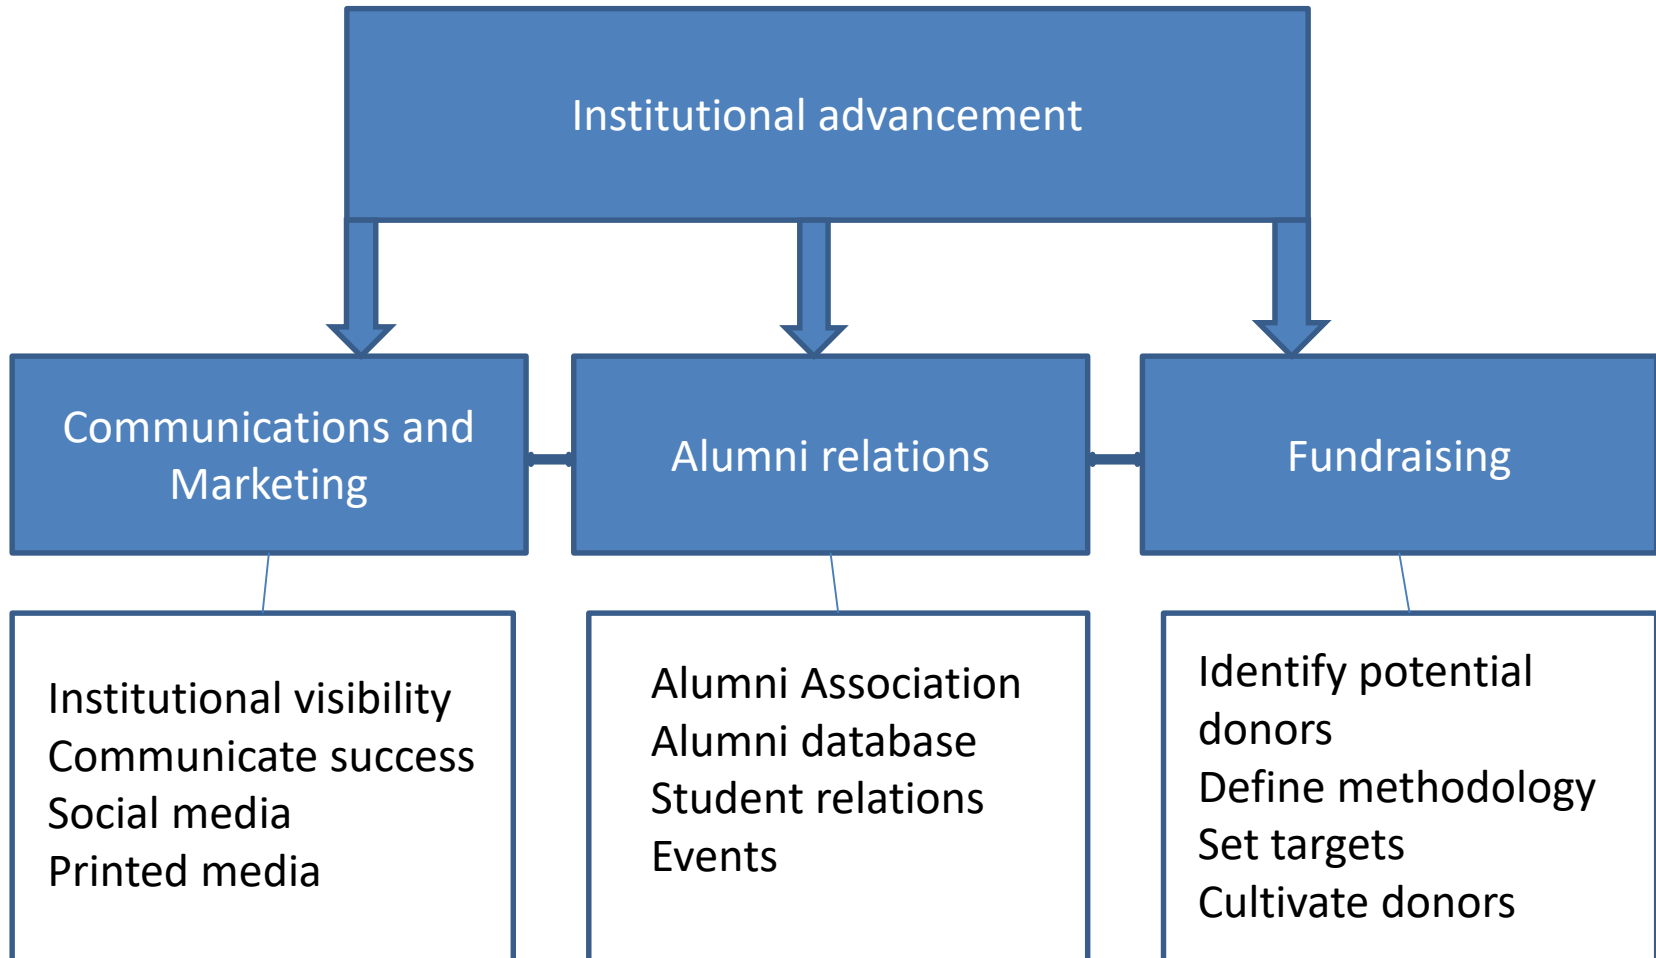 Institutional advancement
Communications and
Marketing
Alumni relations
Fundraising
Institutional visibility
Communicate success
Social media
Printed media
Alumni Association
Alumni database
Student relations
Events
Identify potential
donors
Define methodology
Set targets
Cultivate donors